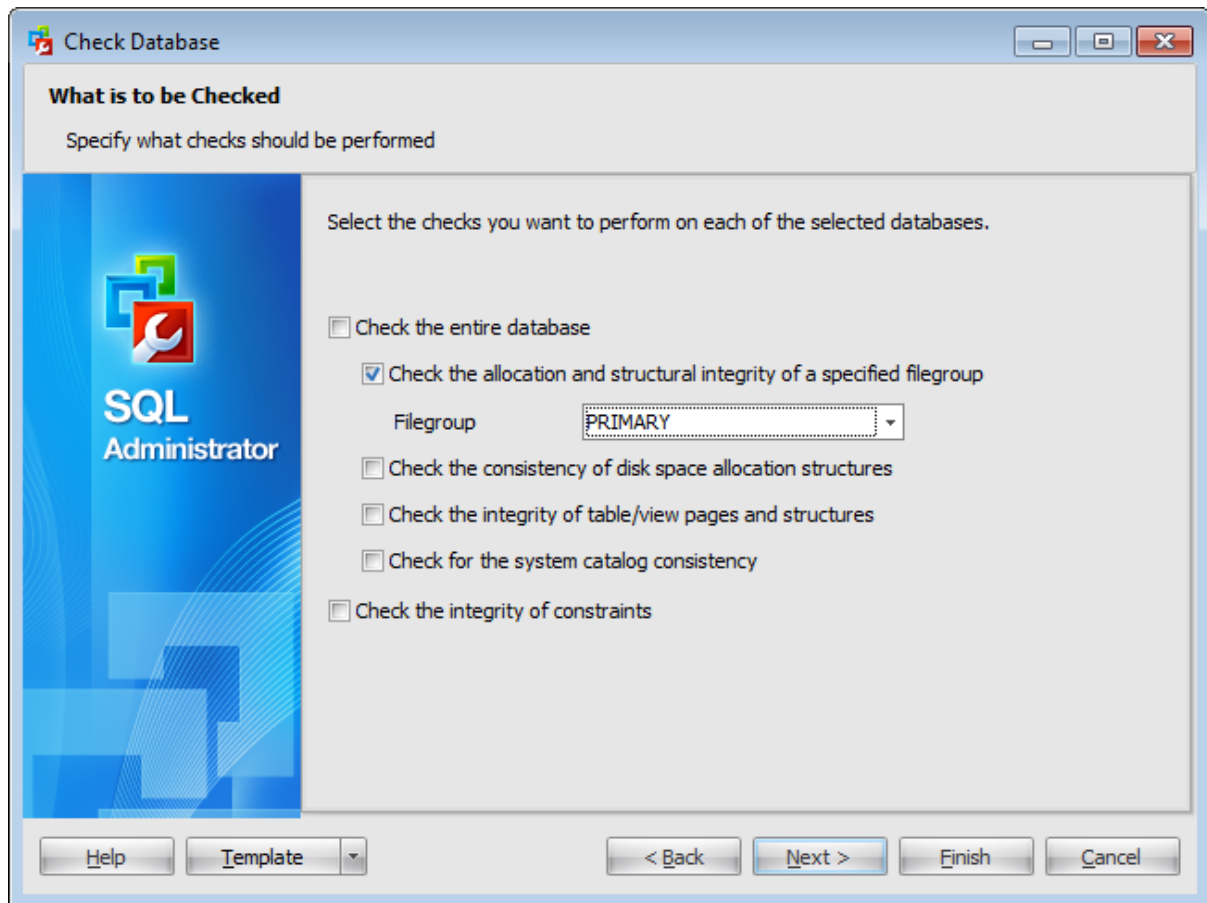 Check Database
What is to be Checked
Specify what checks should be performed
SQL
Administrator
Select the checks you want to perform on each of the selected databases.
Check the entire database
Check the allocation and structural integrity of a specified filegroup
Filegroup PRIMARY
Check the consistency of disk space allocation structures
Check the integrity of table/view pages and structures
Check for the system catalog consistency
Check the integrity of constraints
Help Template < Back Next > Finish Cancel